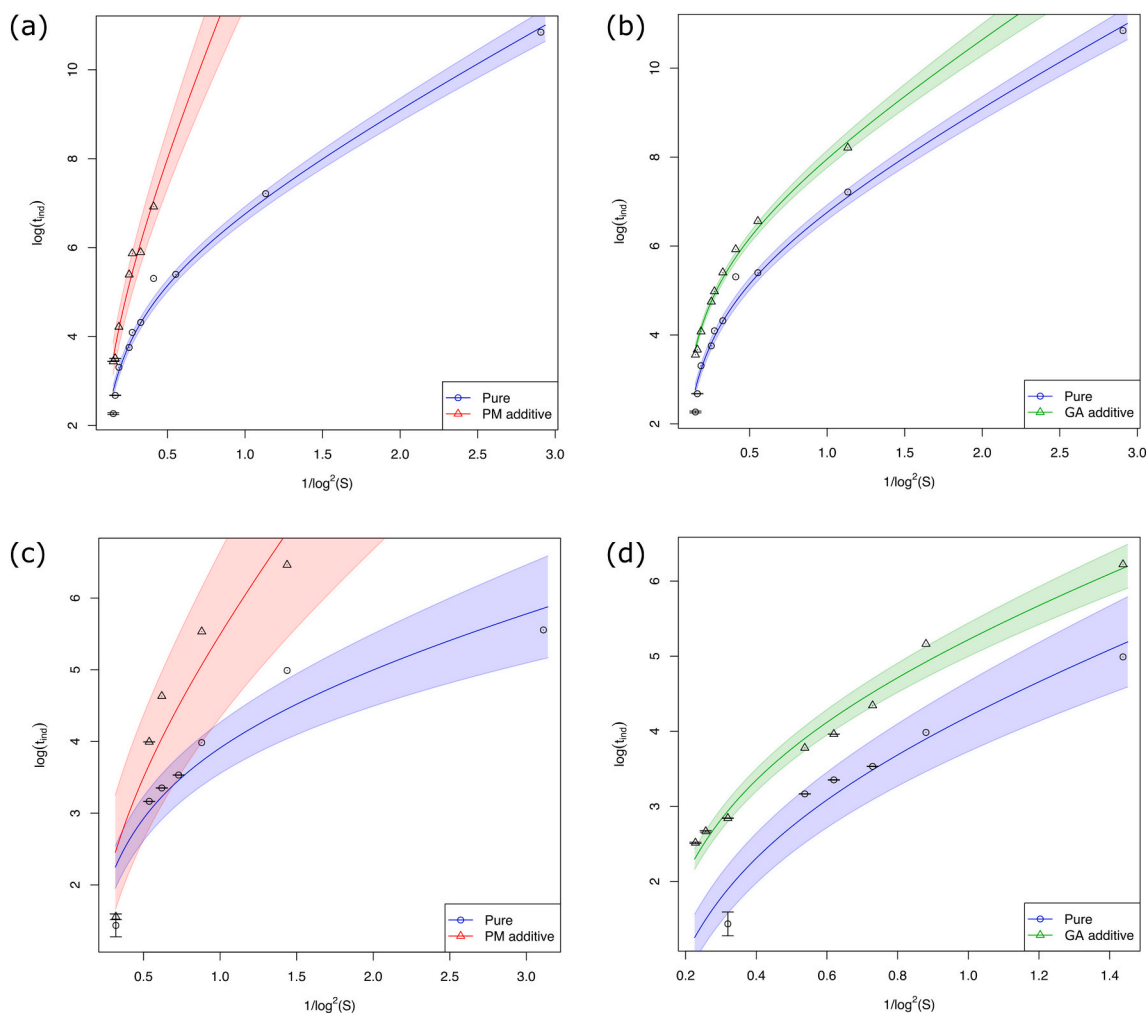 (a)
log(t_ind)
10
8
6
4
2
0.5 1.0 1.5 2.0 2.5 3.0
1/log²(S)
Pure
PM additive
(b)
log(t_ind)
10
8
6
4
2
0.5 1.0 1.5 2.0 2.5 3.0
1/log²(S)
Pure
GA additive
(c)
log(t_ind)
6
5
4
3
2
0.5 1.0 1.5 2.0 2.5 3.0
1/log²(S)
Pure
PM additive
(d)
log(t_ind)
6
5
4
3
2
0.2 0.4 0.6 0.8 1.0 1.2 1.4
1/log²(S)
Pure
GA additive